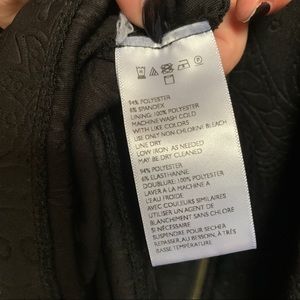 94% POLYESTER
6% SPANDEX
LINING: 100% POLYESTER
MACHINE WASH COLD
WITH LIKE COLORS
USE ONLY NON CHLORINE BLEACH
LINE DRY
LOW IRON AS NEEDED
MAY BE DRY CLEANED
94% POLYESTER
6% ELASTHANNE
DOUBLURE: 100% POLYESTER
LAVER A LA MACHINE A
L'EAU FROIDE
AVEC COULEURS SIMILAIRES
UTILISER UN AGENT DE
BLANCHIMENT SANS CHLORE
SI NÉCESSAIRE
SUSPENDRE POUR SECHER
REPASSER, AU BESOIN, À TRÈS
BASSE TEMPERATURE